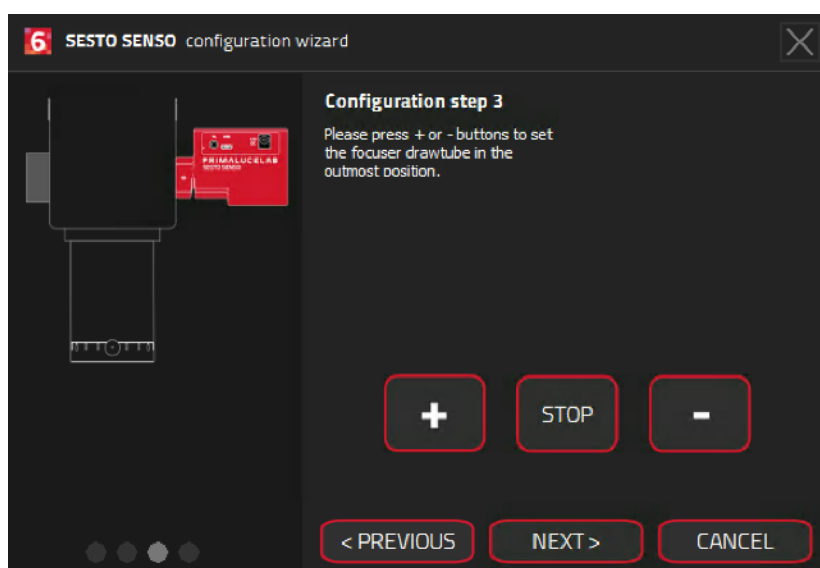 6 SESTO SENSO configuration wizard
Configuration step 3
Please press + or - buttons to set
the focuser drawtube in the
outmost position.
PRIMALUCELAB
SESTO SENSO
+
STOP
-
< PREVIOUS
NEXT >
CANCEL